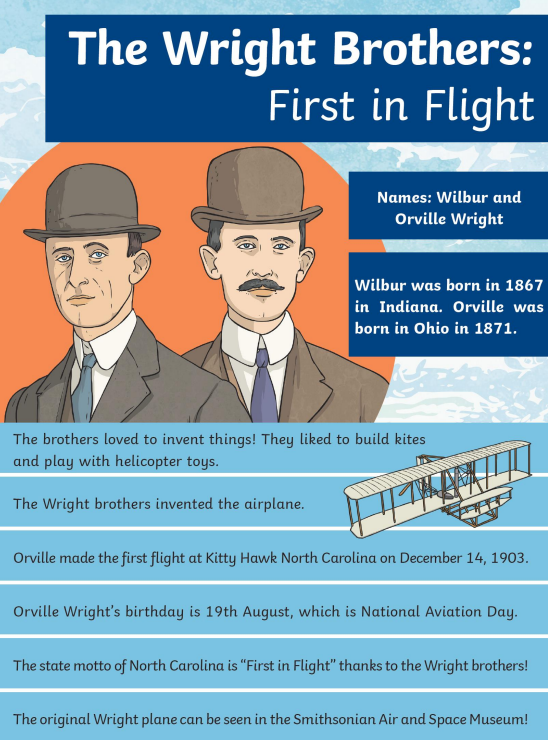 The Wright Brothers:
First in Flight
Names: Wilbur and
Orville Wright
Wilbur was born in 1867
in Indiana. Orville was
born in Ohio in 1871.
The brothers loved to invent things! They liked to build kites
and play with helicopter toys.
The Wright brothers invented the airplane.
Orville made the first flight at Kitty Hawk North Carolina on December 14, 1903.
Orville Wright's birthday is 19th August, which is National Aviation Day.
The state motto of North Carolina is “First in Flight” thanks to the Wright brothers!
The original Wright plane can be seen in the Smithsonian Air and Space Museum!